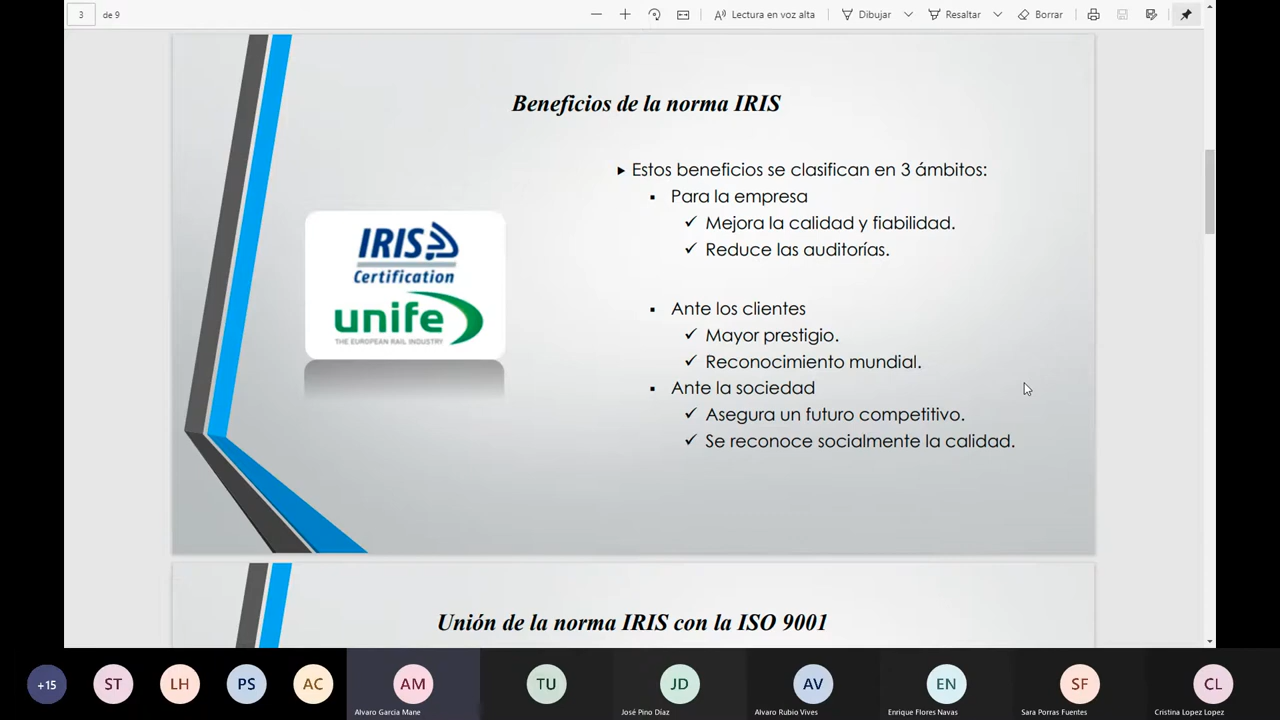 3 de 9
Lectura en voz alta
Dibujar
Resaltar
Borrar
Beneficios de la norma IRIS
Estos beneficios se clasifican en 3 ámbitos:
Para la empresa
Mejora la calidad y fiabilidad.
Reduce las auditorías.
IRIS
Certification
unife
THE EUROPEAN RAIL INDUSTRY
Ante los clientes
Mayor prestigio.
Reconocimiento mundial.
Ante la sociedad
Asegura un futuro competitivo.
Se reconoce socialmente la calidad.
Unión de la norma IRIS con la ISO 9001
+15
ST
LH
PS
AC
AM
TU
JD
AV
EN
SF
CL
Alvaro Garcia Mane
José Pino Díaz
Alvaro Rubio Vives
Enrique Flores Navas
Sara Porras Fuentes
Cristina Lopez Lopez